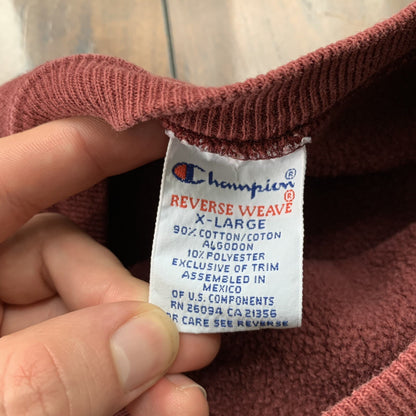 Champion®
REVERSE WEAVE®
X-LARGE
90% COTTON/COTON
ALGODON
10% POLYESTER
EXCLUSIVE OF TRIM
ASSEMBLED IN
MEXICO
OF U.S. COMPONENTS
RN 26094 CA 21356
OR CARE SEE REVERSE